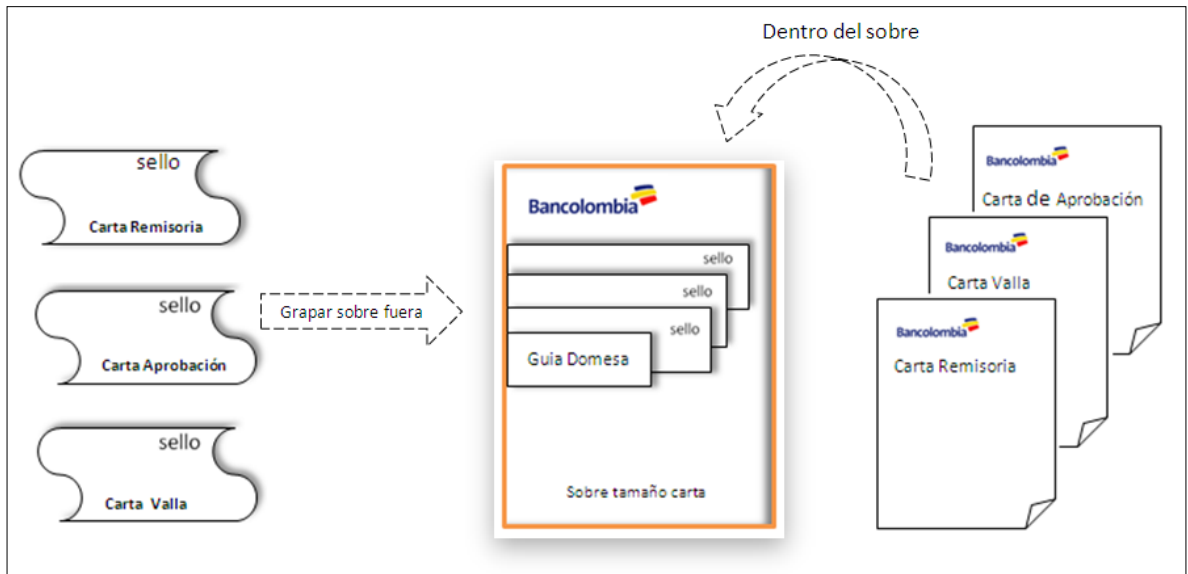 Dentro del sobre
sello
Carta Remisoria
sello
Carta Aprobación
sello
Carta Valla
Grapar sobre fuera
Bancolombia
sello
sello
sello
Guia Domesa
Sobre tamaño carta
Bancolombia
Carta de Aprobación
Bancolombia
Carta Valla
Bancolombia
Carta Remisoria